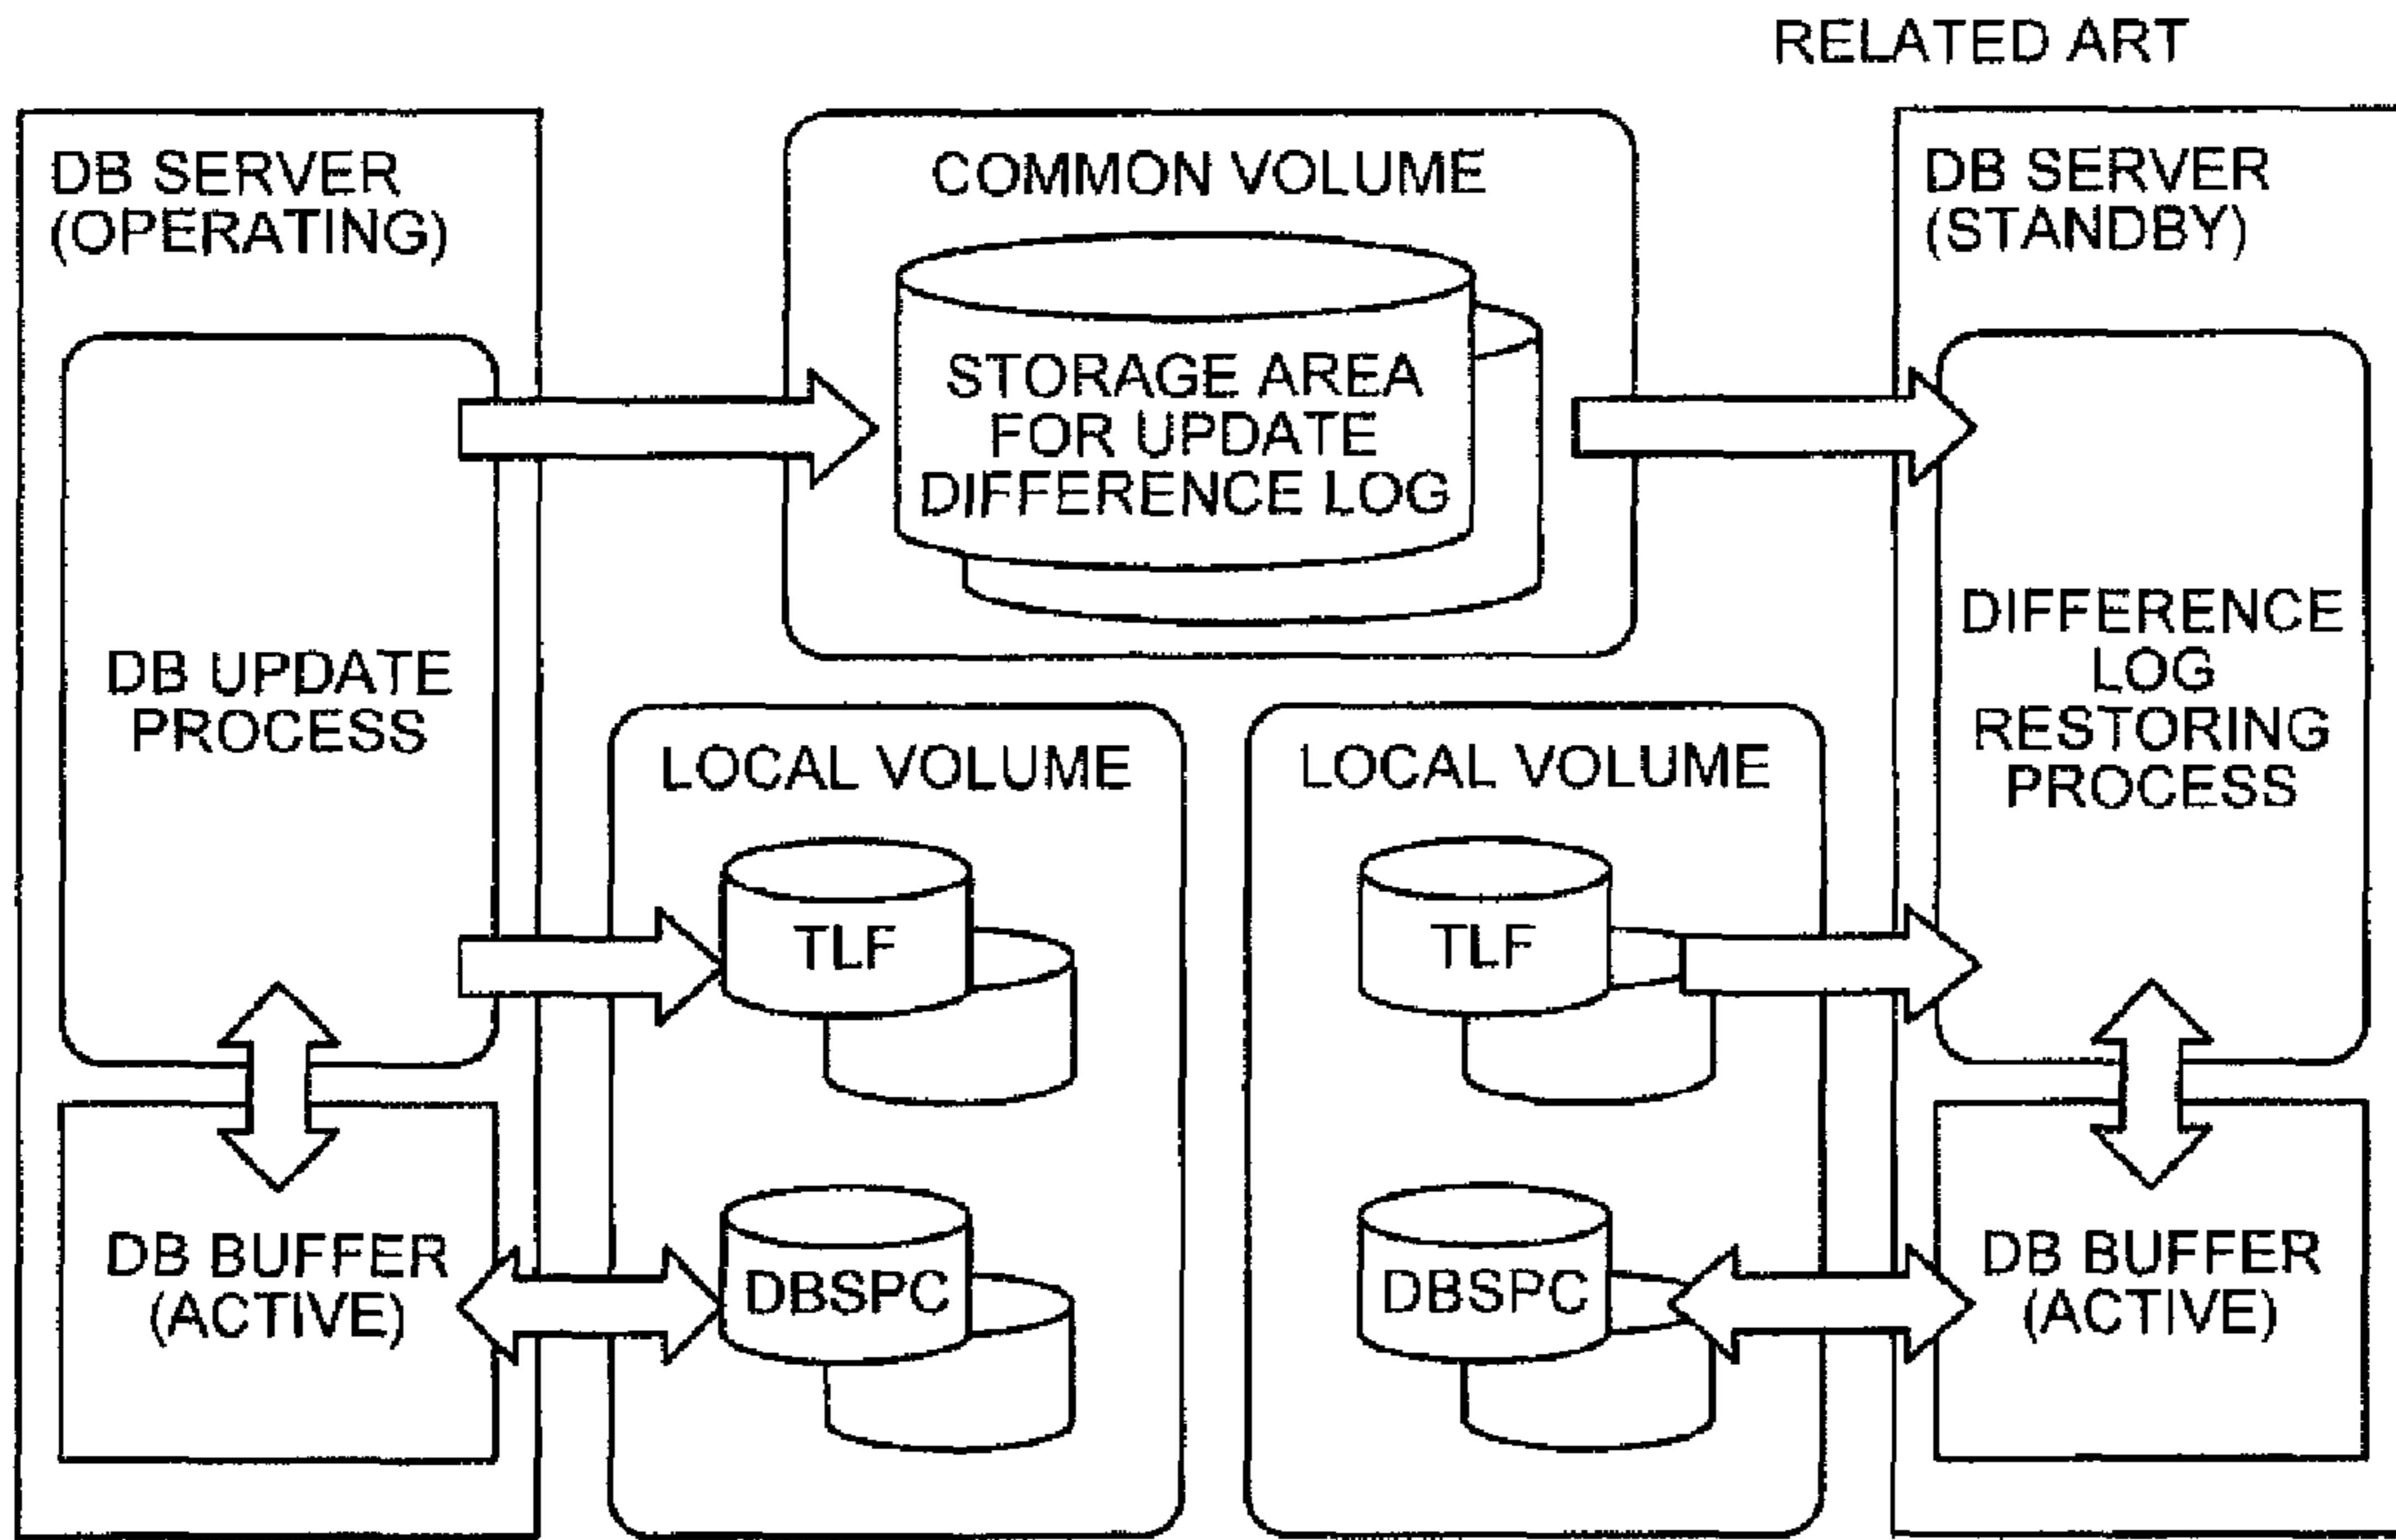 RELATED ART
DB SERVER
(OPERATING)
COMMON VOLUME
DB SERVER
(STANDBY)
STORAGE AREA
FOR UPDATE
DIFFERENCE LOG
DB UPDATE
PROCESS
DIFFERENCE
LOG
RESTORING
PROCESS
LOCAL VOLUME
LOCAL VOLUME
TLF
TLF
DB BUFFER
(ACTIVE)
DBSPC
DBSPC
DB BUFFER
(ACTIVE)